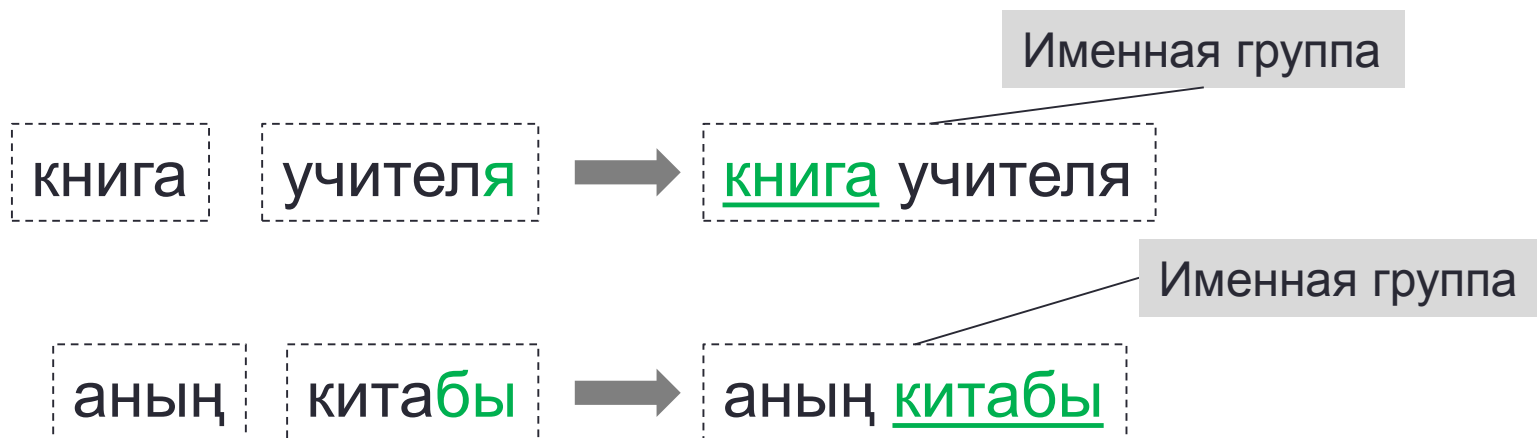 Именная группа
книга учителя книга учителя
Именная группа
аның китабы аның китабы